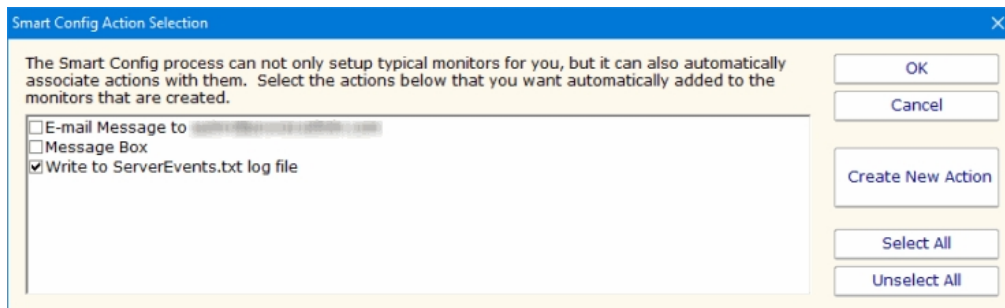 Smart Config Action Selection
The Smart Config process can not only setup typical monitors for you, but it can also automatically
associate actions with them. Select the actions below that you want automatically added to the
monitors that are created.
E-mail Message to
Message Box
Write to ServerEvents.txt log file
OK
Cancel
Create New Action
Select All
Unselect All